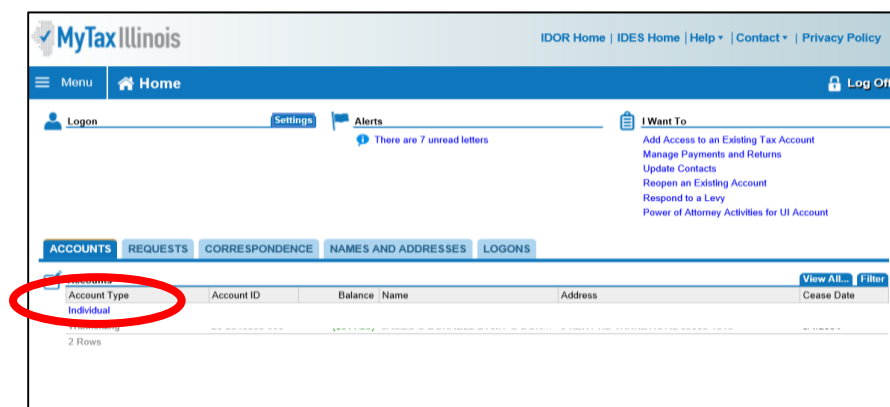 MyTax Illinois
IDOR Home | IDES Home | Help ▾ | Contact ▾ | Privacy Policy
Menu Home Log Off
Logon Settings
Alerts
There are 7 unread letters
I Want To
Add Access to an Existing Tax Account
Manage Payments and Returns
Update Contacts
Reopen an Existing Account
Respond to a Levy
Power of Attorney Activities for UI Account
ACCOUNTS REQUESTS CORRESPONDENCE NAMES AND ADDRESSES LOGONS
Accounts View All... Filter
Account Type Account ID Balance Name Address Cease Date
Individual
2 Rows